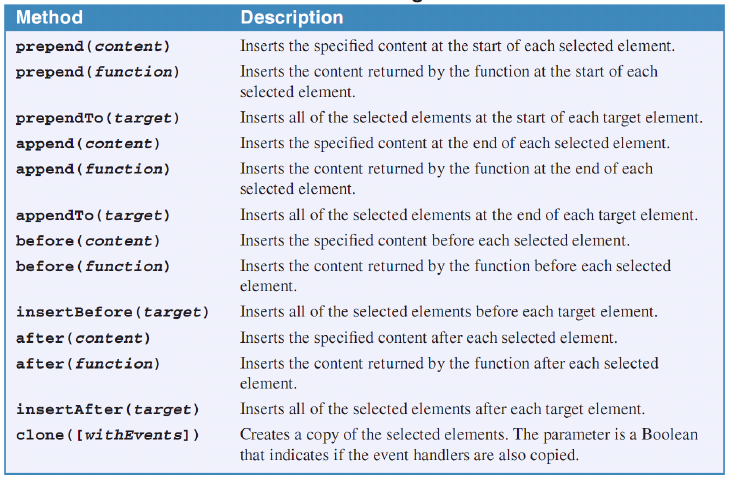 Method Description
prepend(content) Inserts the specified content at the start of each selected element.
prepend(function) Inserts the content returned by the function at the start of each
selected element.
prependTo(target) Inserts all of the selected elements at the start of each target element.
append(content) Inserts the specified content at the end of each selected element.
append(function) Inserts the content returned by the function at the end of each
selected element.
appendTo(target) Inserts all of the selected elements at the end of each target element.
before(content) Inserts the specified content before each selected element.
before(function) Inserts the content returned by the function before each selected
element.
insertBefore(target) Inserts all of the selected elements before each target element.
after(content) Inserts the specified content after each selected element.
after(function) Inserts the content returned by the function after each selected
element.
insertAfter(target) Inserts all of the selected elements after each target element.
clone([withEvents]) Creates a copy of the selected elements. The parameter is a Boolean
that indicates if the event handlers are also copied.